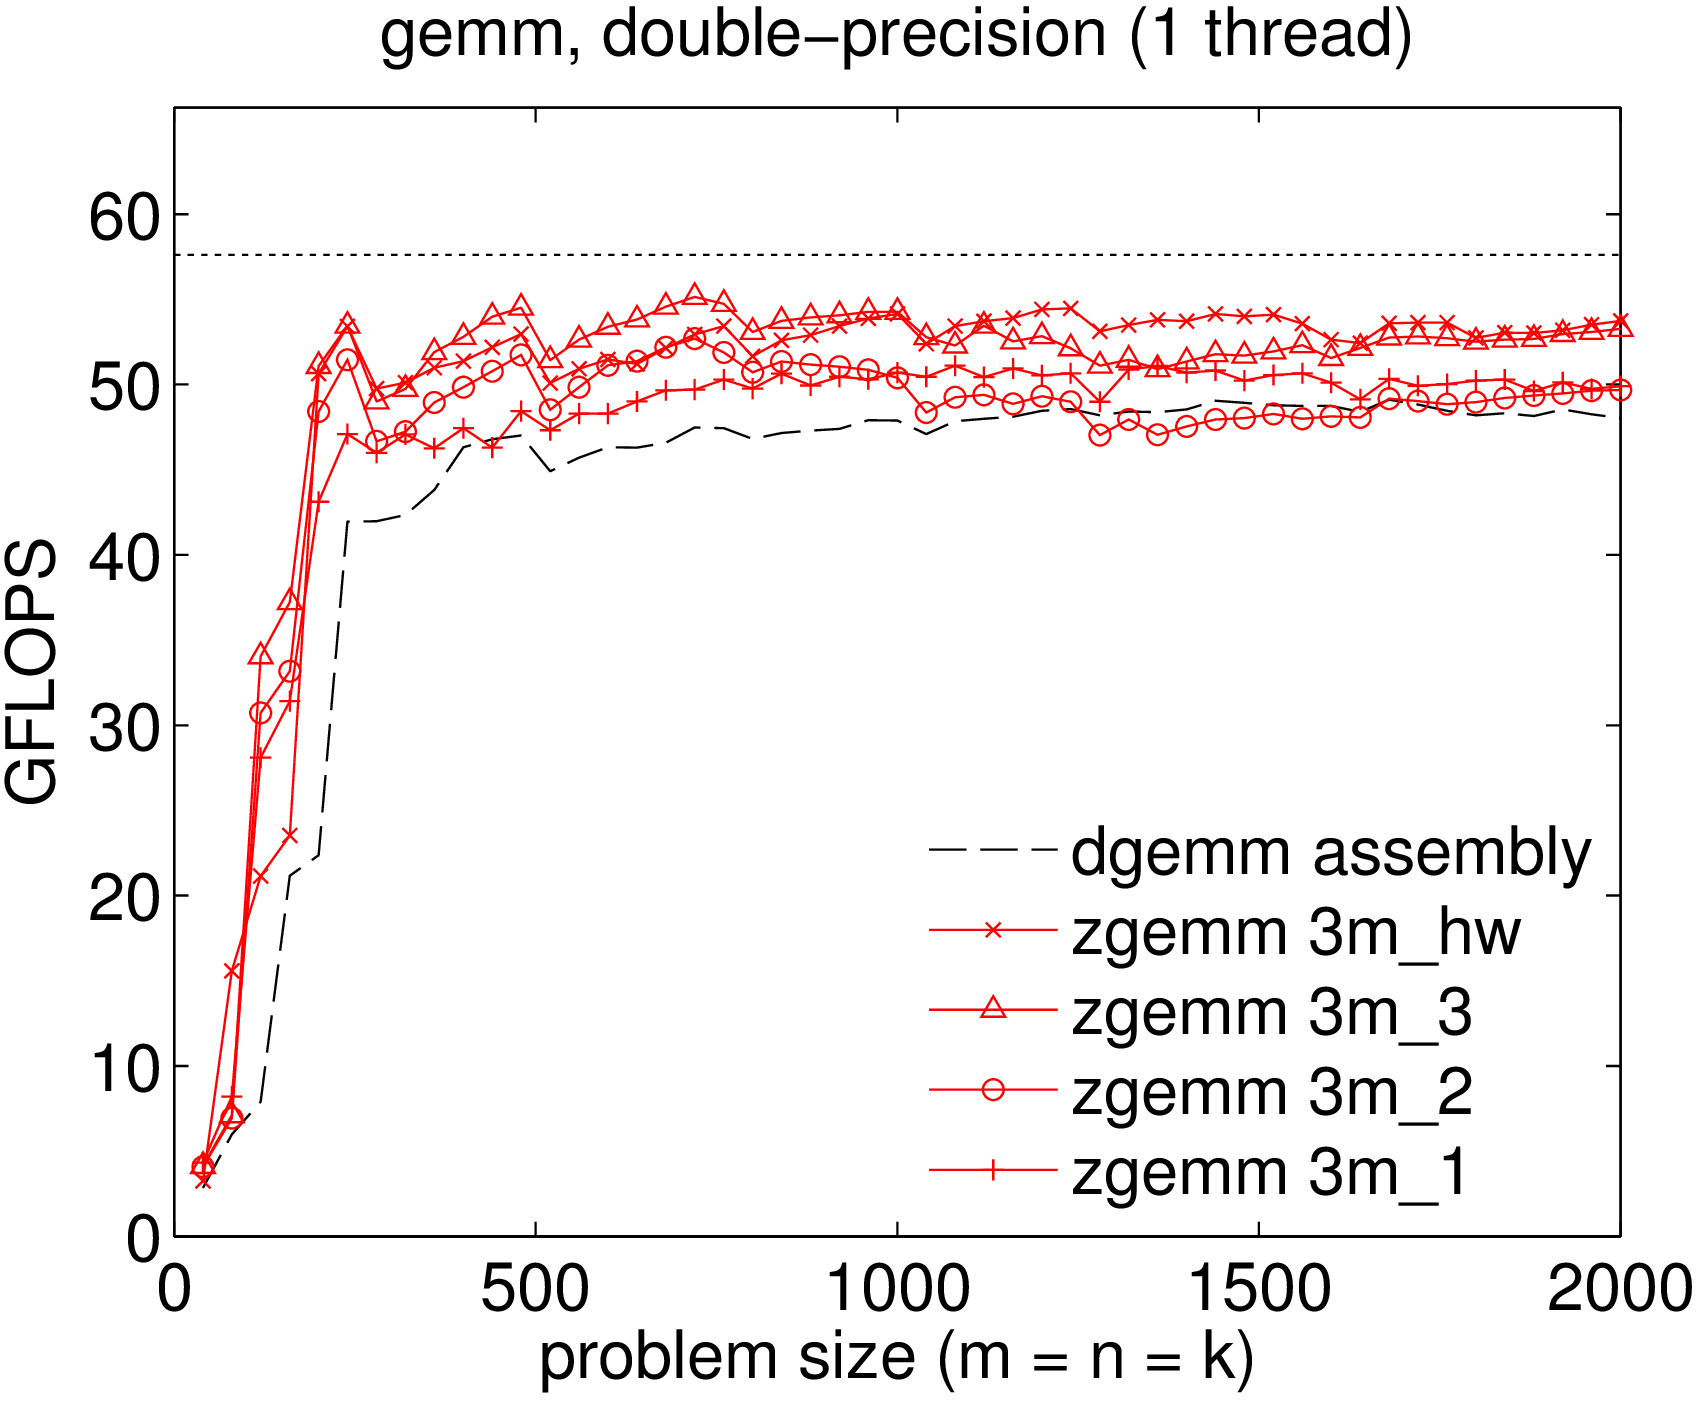 gemm, double−precision (1 thread)
60
50
40
30
20
10
0
GFLOPS
dgemm assembly
zgemm 3m_hw
zgemm 3m_3
zgemm 3m_2
zgemm 3m_1
0 500 1000 1500 2000
problem size (m = n = k)